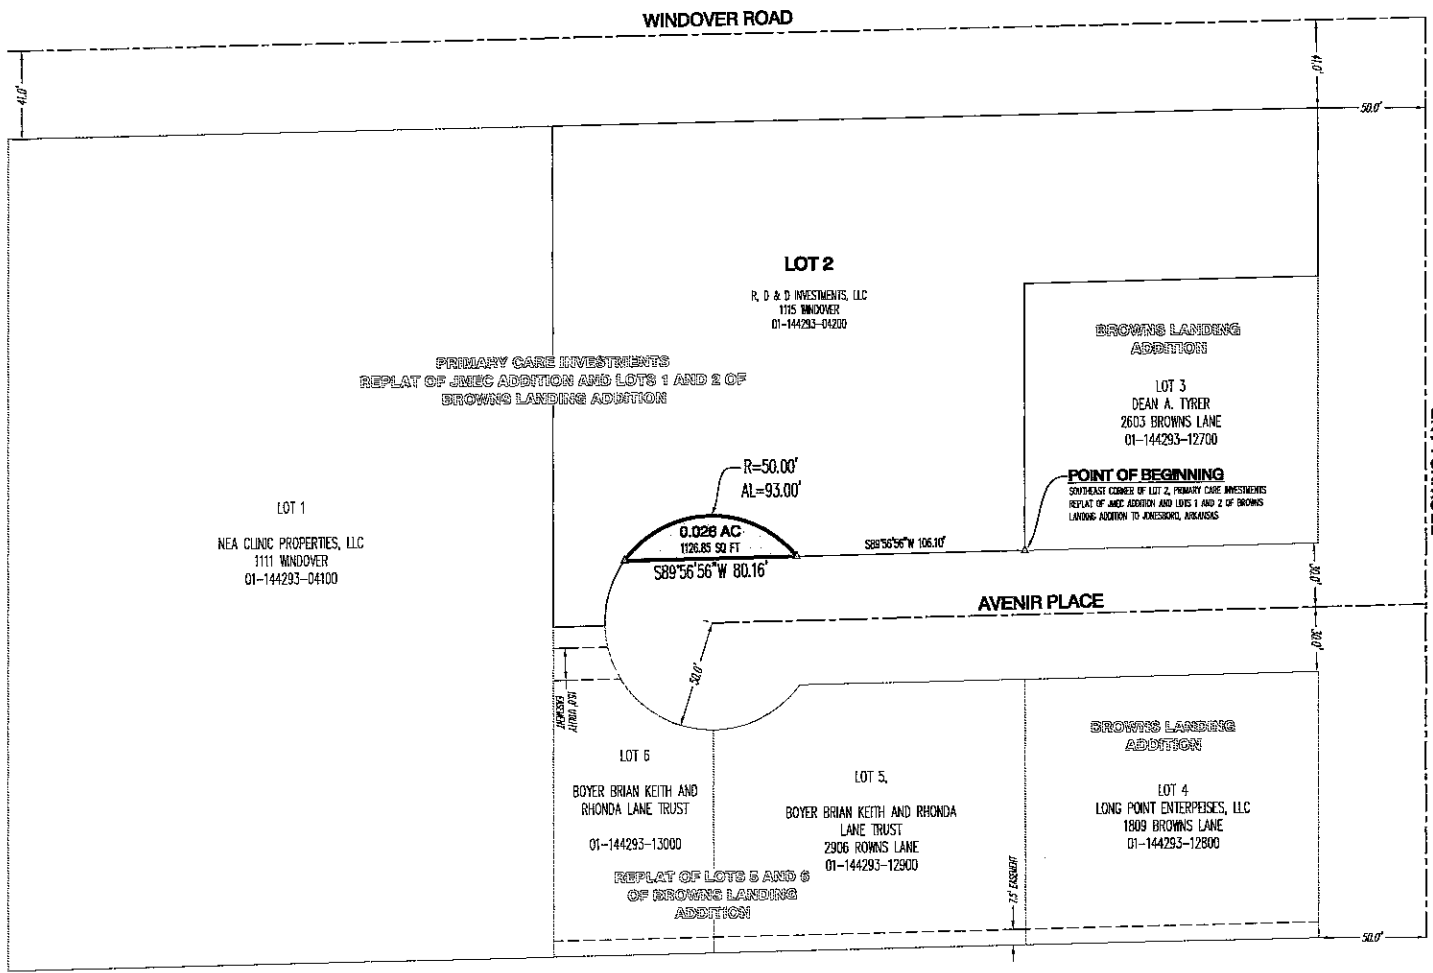 WINDOVER ROAD
41.0'
41.0'
50.0'
LOT 2
R, D & D INVESTMENTS, LLC
1115 WINDOVER
01-144293-04200
BROWNS LANDING
ADDITION
PRIMARY CARE INVESTMENTS
REPLAT OF JMEC ADDITION AND LOTS 1 AND 2 OF
BROWNS LANDING ADDITION
LOT 3
DEAN A. TYRER
2603 BROWNS LANE
01-144293-12700
R=50.00'
AL=93.00'
POINT OF BEGINNING
SOUTHEAST CORNER OF LOT 2, PRIMARY CARE INVESTMENTS
REPLAT OF JMEC ADDITION AND LOTS 1 AND 2 OF BROWNS
LANDING ADDITION TO JONESBORO, ARKANSAS
LOT 1
NEA CLINIC PROPERTIES, LLC
1111 WINDOVER
01-144293-04100
0.026 AC
1126.85 SQ FT
S89°56'56"W 80.16'
S89°56'56"W 106.10'
30.0'
AVENIR PLACE
30.0'
50.0'
15.0' UTILITY
EASEMENT
LOT 6
BOYER BRIAN KEITH AND
RHONDA LANE TRUST
01-144293-13000
LOT 5,
BOYER BRIAN KEITH AND RHONDA
LANE TRUST
2906 ROWNS LANE
01-144293-12900
BROWNS LANDING
ADDITION
LOT 4
LONG POINT ENTERPEISES, LLC
1809 BROWNS LANE
01-144293-12800
REPLAT OF LOTS 5 AND 6
OF BROWNS LANDING
ADDITION
7.5' EASEMENT
50.0'